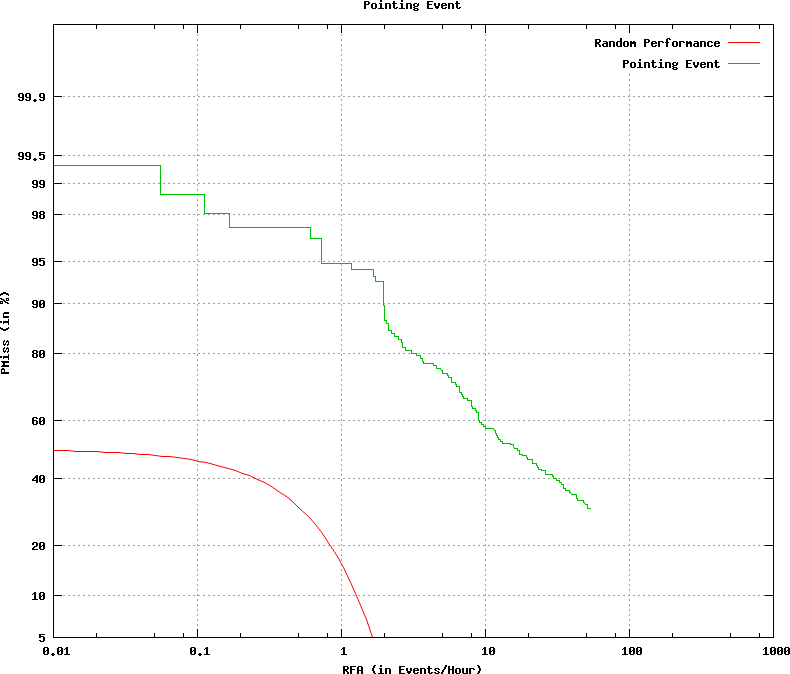 Pointing Event
Random Performance
Pointing Event
99.9
99.5
99
98
95
90
80
60
40
20
10
5
PMiss (in %)
0.01 0.1 1 10 100 1000
RFA (in Events/Hour)